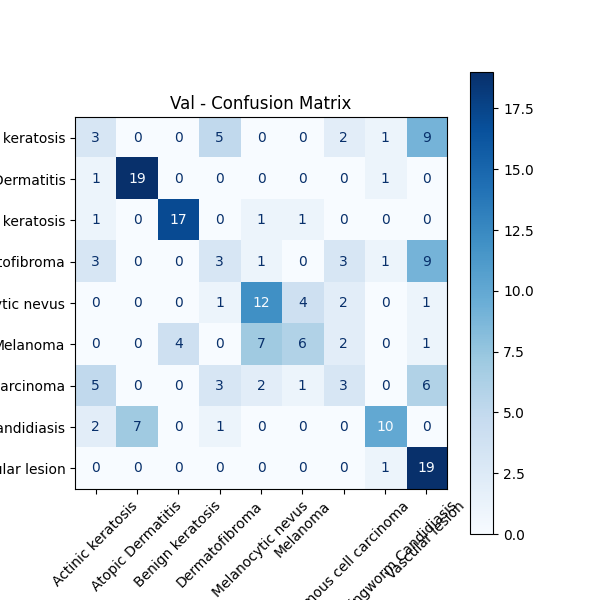 Val - Confusion Matrix
keratosis 3 0 0 5 0 0 2 1 9
Dermatitis 1 19 0 0 0 0 0 1 0
keratosis 1 0 17 0 1 1 0 0 0
tofibroma 3 0 0 3 1 0 3 1 9
ytic nevus 0 0 0 1 12 4 2 0 1
Melanoma 0 0 4 0 7 6 2 0 1
arcinoma 5 0 0 3 2 1 3 0 6
andidiasis 2 7 0 1 0 0 0 10 0
ular lesion 0 0 0 0 0 0 0 1 19
Actinic keratosis
Atopic Dermatitis
Benign keratosis
Dermatofibroma
Melanocytic nevus
Melanoma
mous cell carcinoma
ngworm Candidiasis
Vascular lesion
17.5
15.0
12.5
10.0
7.5
5.0
2.5
0.0